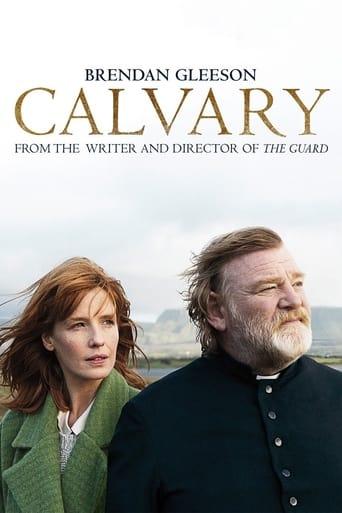 BRENDAN GLEESON
CALVARY
FROM THE WRITER AND DIRECTOR OF THE GUARD